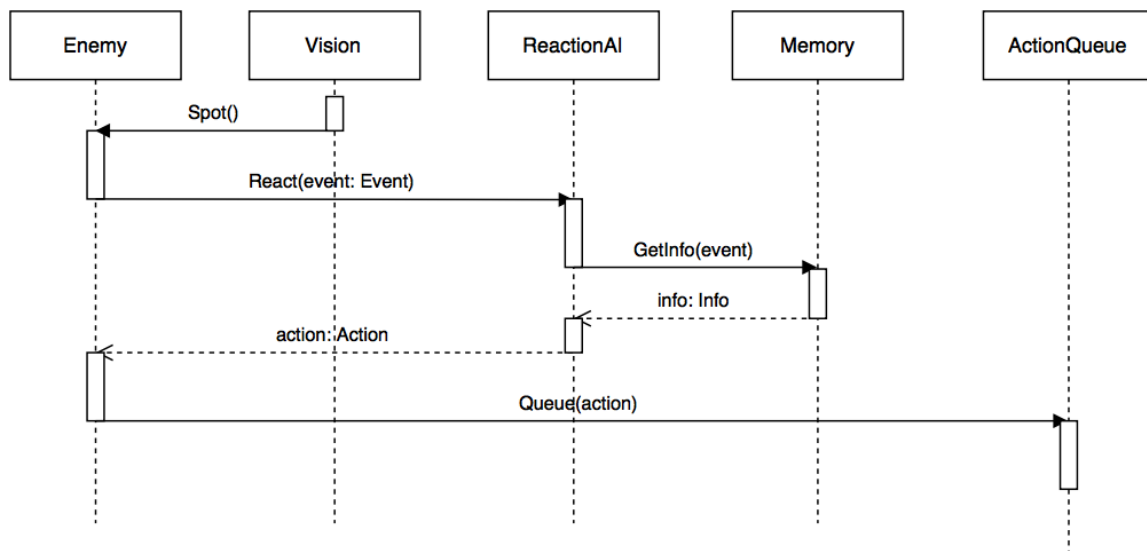 Enemy
Vision
ReactionAI
Memory
ActionQueue
Spot()
React(event: Event)
GetInfo(event)
info: Info
action: Action
Queue(action)